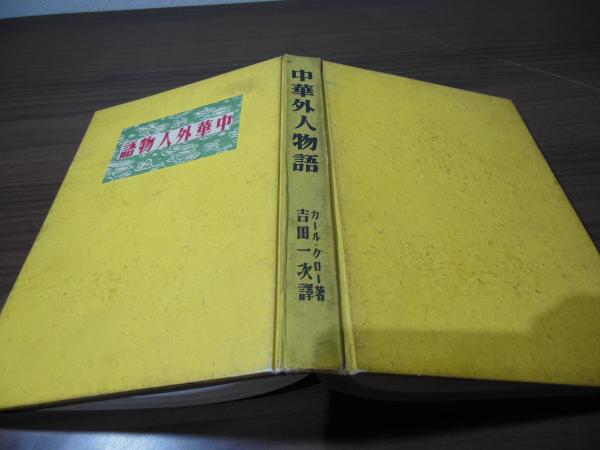 中華外人物語
中華外人物語
カール・クロー著
吉田一次譯